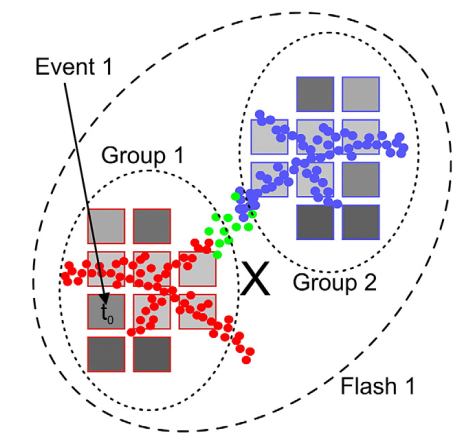 Event 1
Group 1
t0
X
Group 2
Flash 1